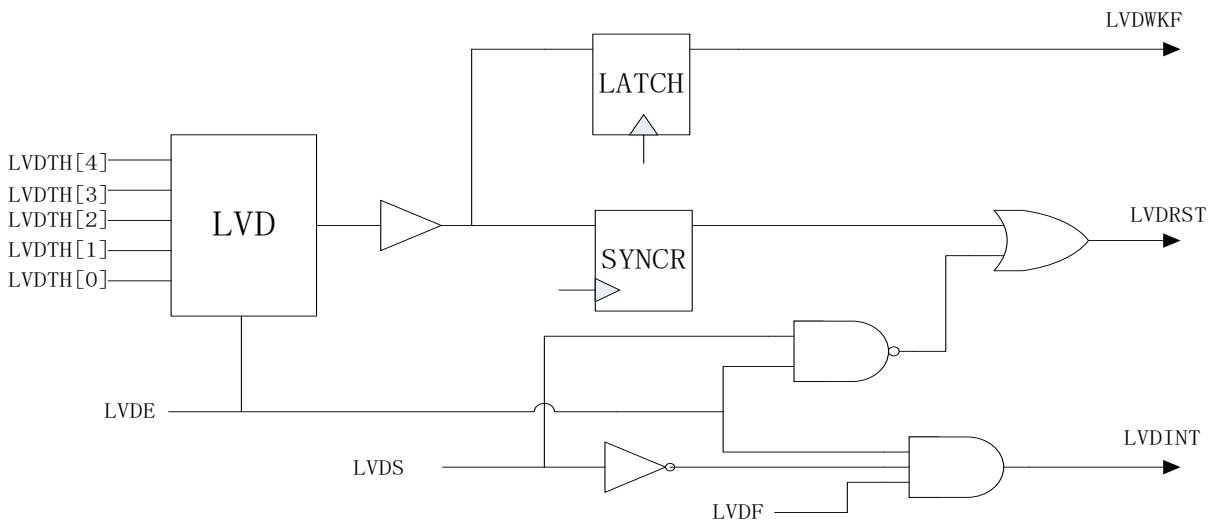 LVDWKF
LATCH
LVDTH[4]
LVDTH[3]
LVDTH[2]
LVDTH[1]
LVDTH[0]
LVD
SYNCR
LVDRST
LVDE
LVDS
LVDINT
LVDF